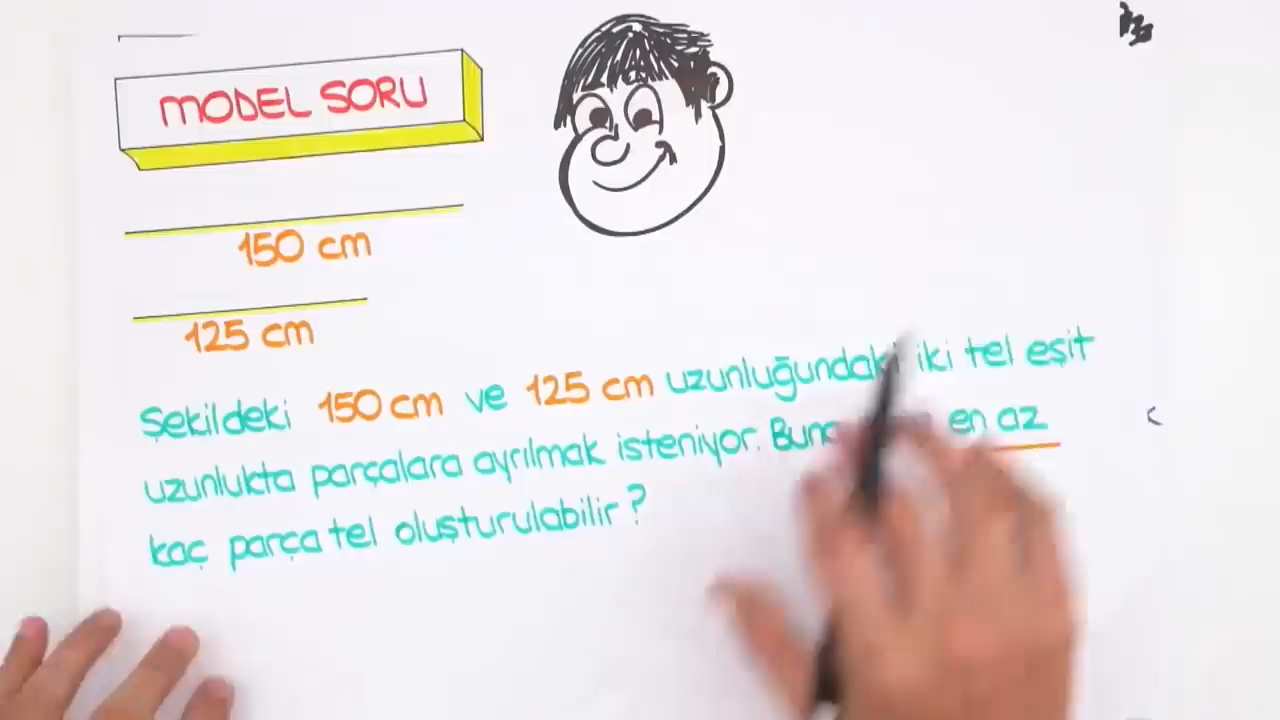 MODEL SORU
150 cm
125 cm
Şekildeki 150 cm ve 125 cm uzunluğundaki iki tel eşit
uzunlukta parçalara ayrılmak isteniyor. en az
kaç parça tel oluşturulabilir?